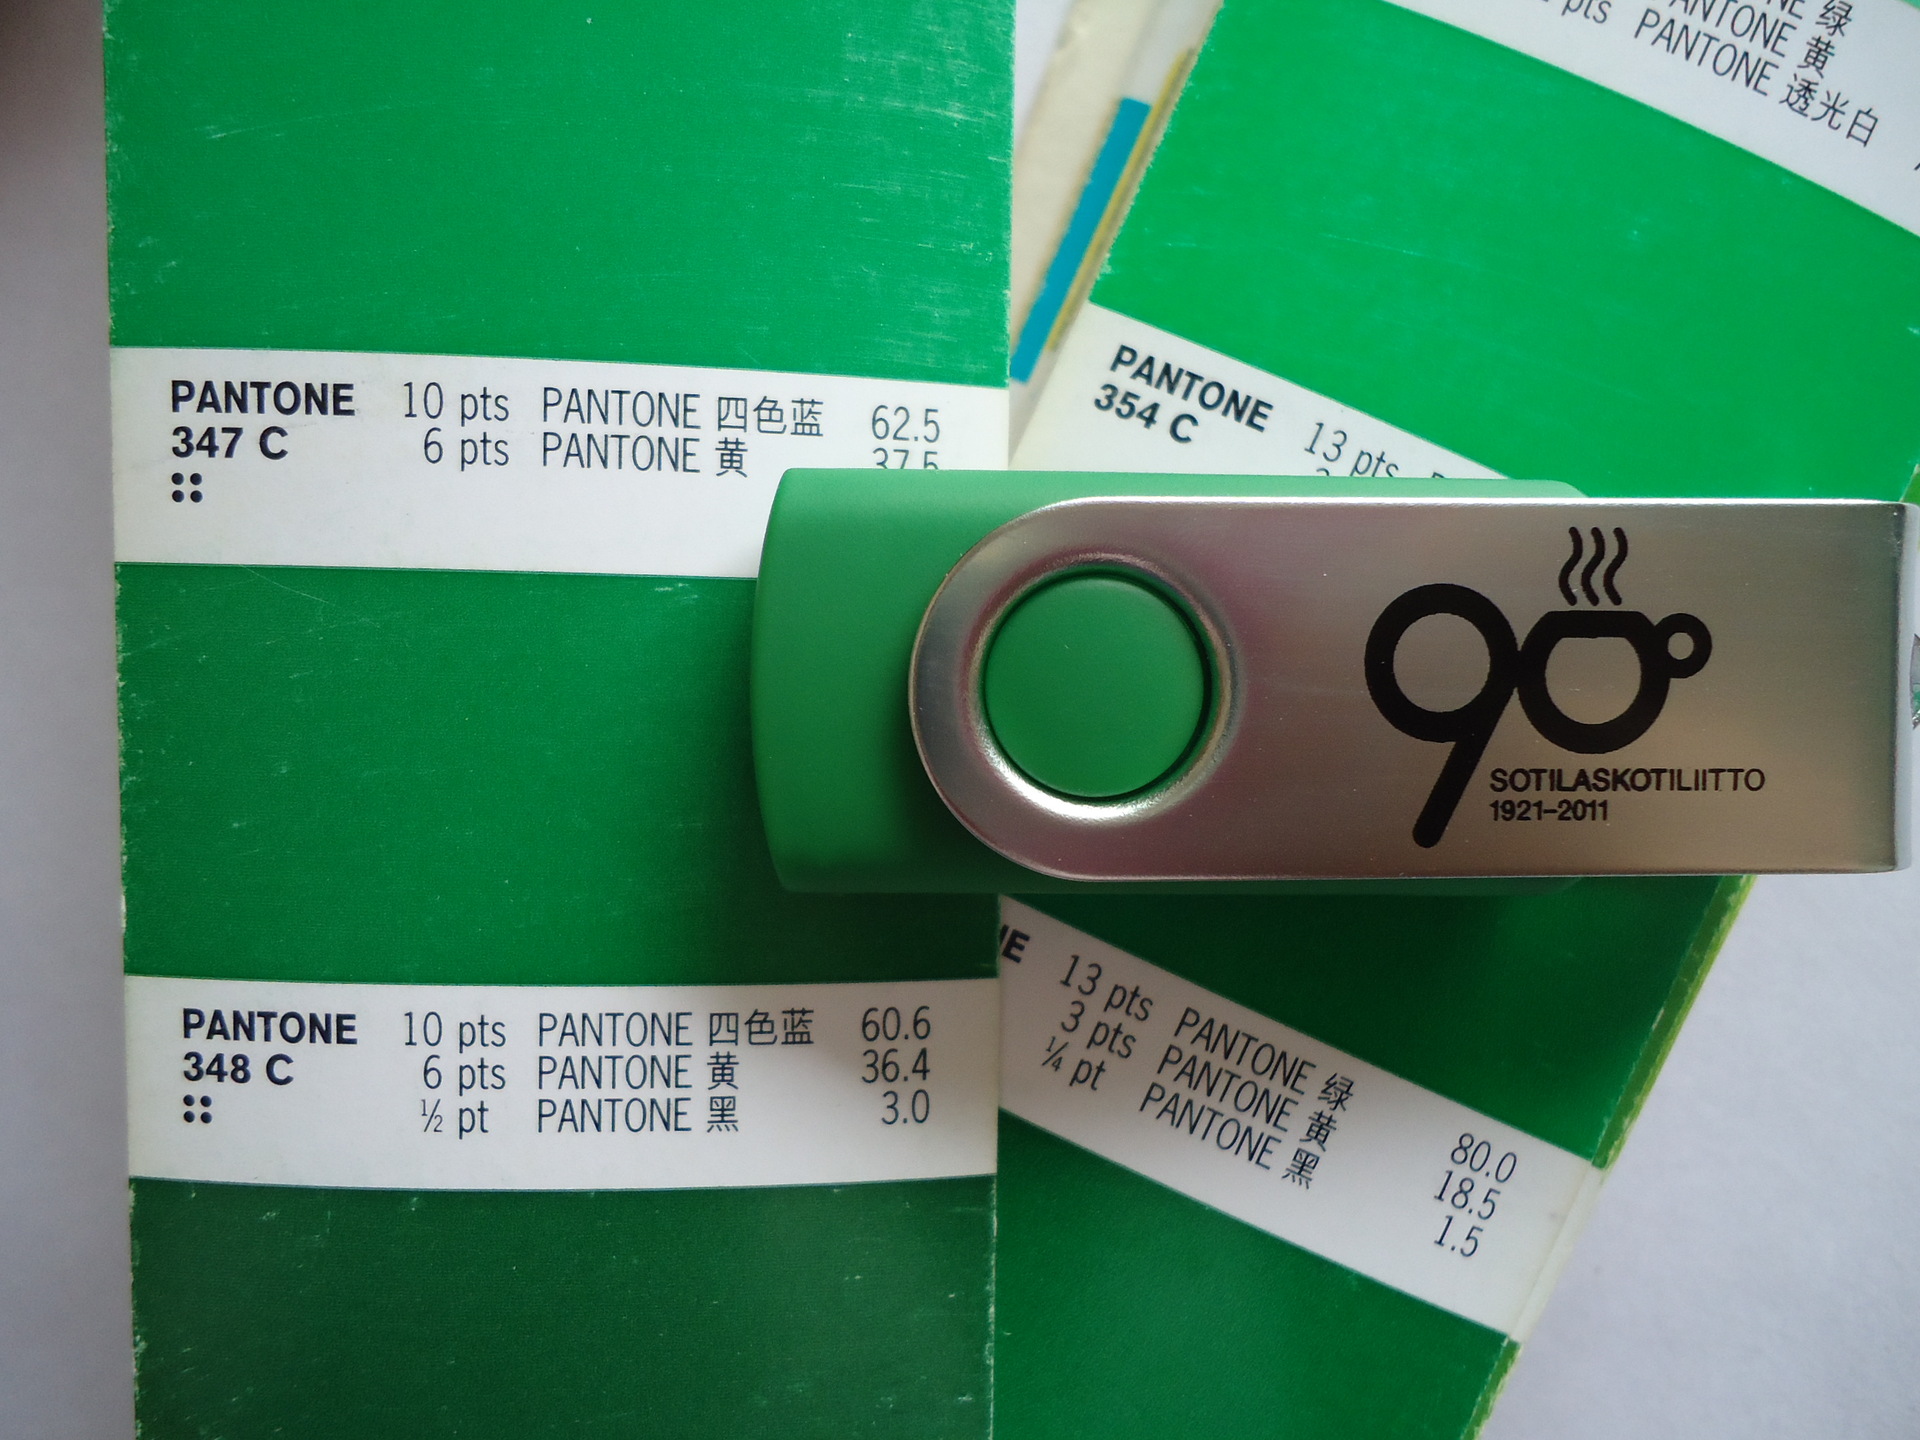 PANTONE 347 C
10 pts PANTONE 四色蓝 62.5
6 pts PANTONE 黄 37.5
PANTONE 348 C
10 pts PANTONE 四色蓝 60.6
6 pts PANTONE 黄 36.4
½ pt PANTONE 黑 3.0
绿
pts PANTONE 黄
PANTONE 透光白
PANTONE 354 C
13 pts
90
SOTILASKOTILIITTO
1921–2011
13 pts PANTONE 绿 80.0
3 pts PANTONE 黄 18.5
¼ pt PANTONE 黑 1.5